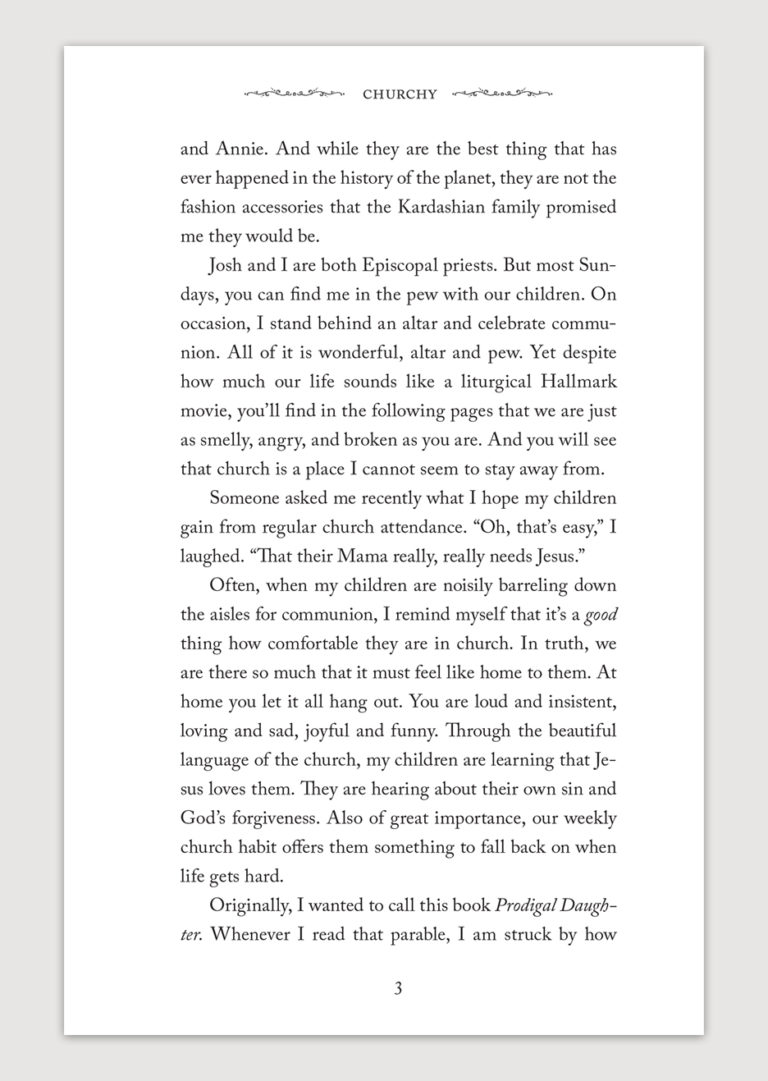 CHURCHY
and Annie. And while they are the best thing that has
ever happened in the history of the planet, they are not the
fashion accessories that the Kardashian family promised
me they would be.
Josh and I are both Episcopal priests. But most Sun-
days, you can find me in the pew with our children. On
occasion, I stand behind an altar and celebrate commu-
nion. All of it is wonderful, altar and pew. Yet despite
how much our life sounds like a liturgical Hallmark
movie, you’ll find in the following pages that we are just
as smelly, angry, and broken as you are. And you will see
that church is a place I cannot seem to stay away from.
Someone asked me recently what I hope my children
gain from regular church attendance. “Oh, that’s easy,” I
laughed. “That their Mama really, really needs Jesus.”
Often, when my children are noisily barreling down
the aisles for communion, I remind myself that it’s a good
thing how comfortable they are in church. In truth, we
are there so much that it must feel like home to them. At
home you let it all hang out. You are loud and insistent,
loving and sad, joyful and funny. Through the beautiful
language of the church, my children are learning that Je-
sus loves them. They are hearing about their own sin and
God’s forgiveness. Also of great importance, our weekly
church habit offers them something to fall back on when
life gets hard.
Originally, I wanted to call this book Prodigal Daugh-
ter. Whenever I read that parable, I am struck by how
3